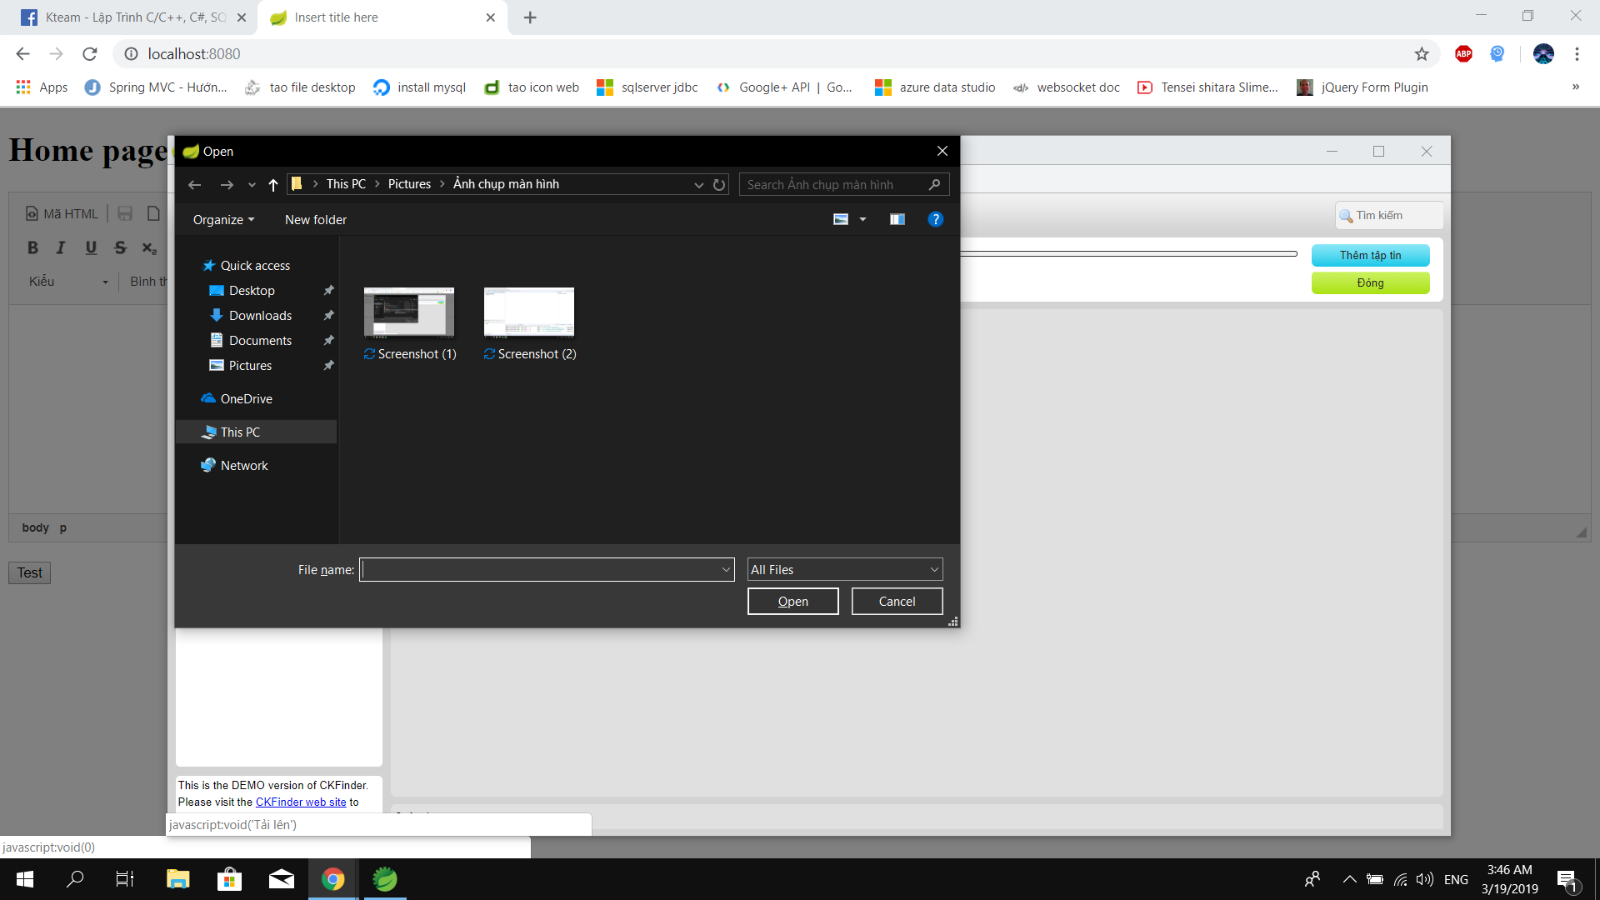 Kteam - Lập Trình C/C++, C#, SQ
Insert title here
localhost:8080
Apps
Spring MVC - Hướn...
tao file desktop
install mysql
tao icon web
sqlserver jdbc
Google+ API | Go...
azure data studio
websocket doc
Tensei shitara Slime...
jQuery Form Plugin
»
ABP
Home page
Open
This PC
Pictures
Ảnh chụp màn hình
Search Ảnh chụp màn hình
Organize
New folder
Mã HTML
Tìm kiếm
B I U S x₂
Kiểu
Bình th
Thêm tập tin
Đóng
Quick access
Desktop
Downloads
Documents
Pictures
OneDrive
This PC
Network
Screenshot (1)
Screenshot (2)
body p
File name:
All Files
Open
Cancel
Test
This is the DEMO version of CKFinder.
Please visit the CKFinder web site to
javascript:void('Tải lên')
javascript:void(0)
ENG
3:46 AM
3/19/2019
1